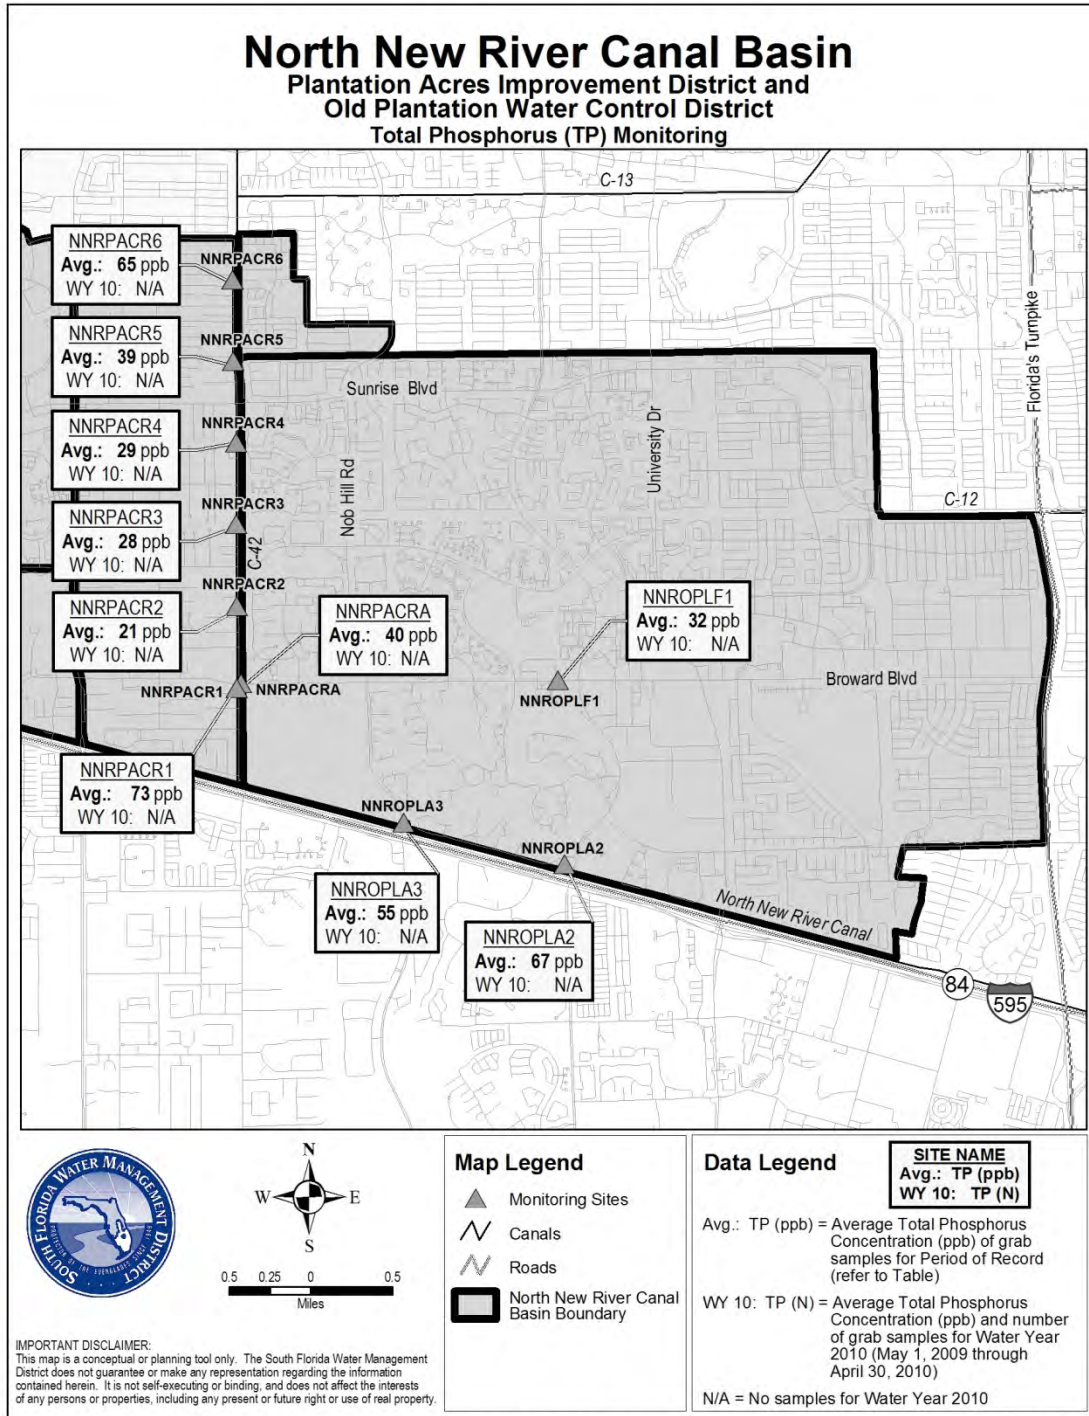 North New River Canal Basin
Plantation Acres Improvement District and
Old Plantation Water Control District
Total Phosphorus (TP) Monitoring
C-13
NNRPACR6
Avg.: 65 ppb
WY 10: N/A
NNRPACR6
NNRPACR5
Avg.: 39 ppb
WY 10: N/A
NNRPACR5
Sunrise Blvd
Florida's Turnpike
NNRPACR4
Avg.: 29 ppb
WY 10: N/A
NNRPACR4
Nob Hill Rd
University Dr
NNRPACR3
Avg.: 28 ppb
WY 10: N/A
NNRPACR3
C-42
C-12
NNRPACR2
Avg.: 21 ppb
WY 10: N/A
NNRPACR2
NNRPACRA
Avg.: 40 ppb
WY 10: N/A
NNROPLF1
Avg.: 32 ppb
WY 10: N/A
NNRPACR1
NNRPACRA
NNROPLF1
Broward Blvd
NNRPACR1
Avg.: 73 ppb
WY 10: N/A
NNROPLA3
NNROPLA2
NNROPLA3
Avg.: 55 ppb
WY 10: N/A
NNROPLA2
Avg.: 67 ppb
WY 10: N/A
North New River Canal
84
595
SOUTH FLORIDA WATER MANAGEMENT DISTRICT
PROTECTION OF THE EVERGLADES
N
W E
S
0.5 0.25 0 0.5
Miles
IMPORTANT DISCLAIMER:
This map is a conceptual or planning tool only. The South Florida Water Management
District does not guarantee or make any representation regarding the information
contained herein. It is not self-executing or binding, and does not affect the interests
of any persons or properties, including any present or future right or use of real property.
Map Legend
Monitoring Sites
Canals
Roads
North New River Canal
Basin Boundary
Data Legend
SITE NAME
Avg.: TP (ppb)
WY 10: TP (N)
Avg.: TP (ppb) = Average Total Phosphorus
Concentration (ppb) of grab
samples for Period of Record
(refer to Table)
WY 10: TP (N) = Average Total Phosphorus
Concentration (ppb) and number
of grab samples for Water Year
2010 (May 1, 2009 through
April 30, 2010)
N/A = No samples for Water Year 2010